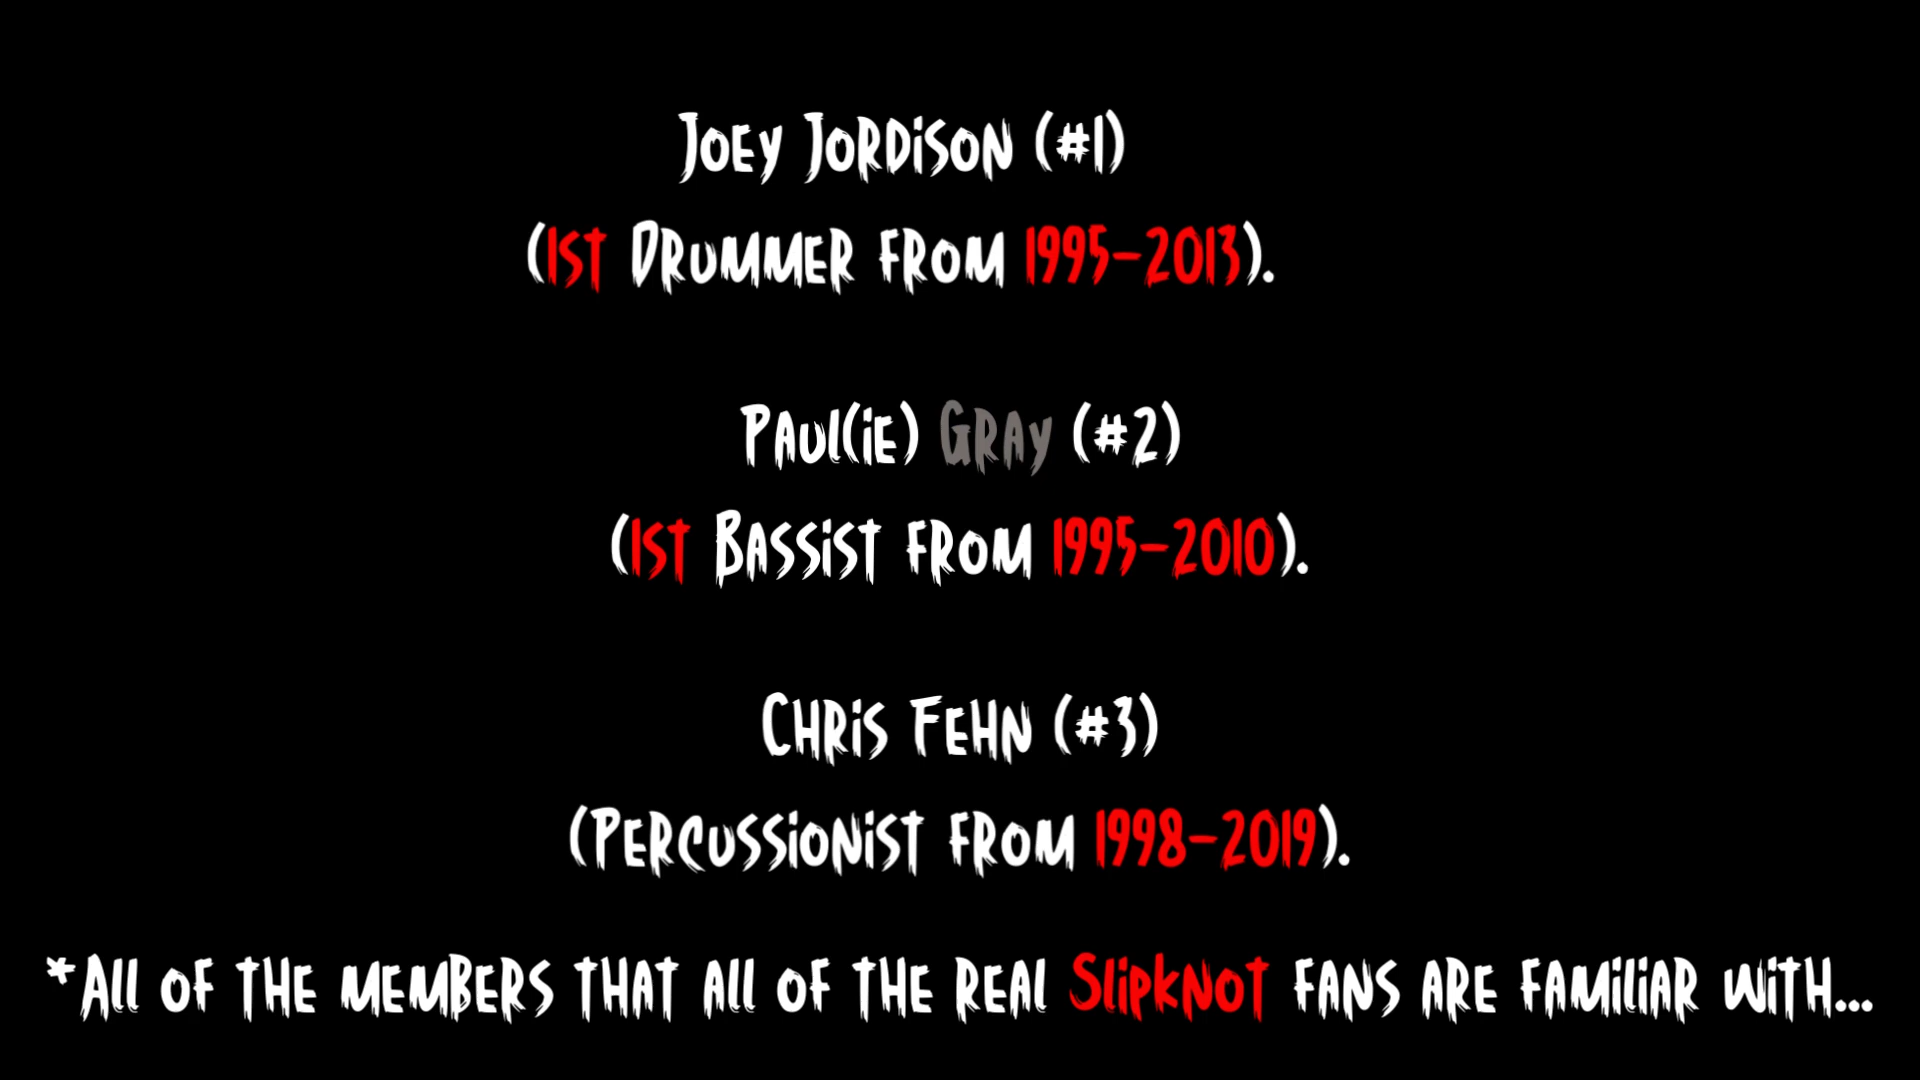 Joey Jordison (#1)
(1st Drummer from 1995-2013).
Paul(ie) Gray (#2)
(1st Bassist from 1995-2010).
Chris Fehn (#3)
(Percussionist from 1998-2019).
*All of the members that all of the real Slipknot fans are familiar with...